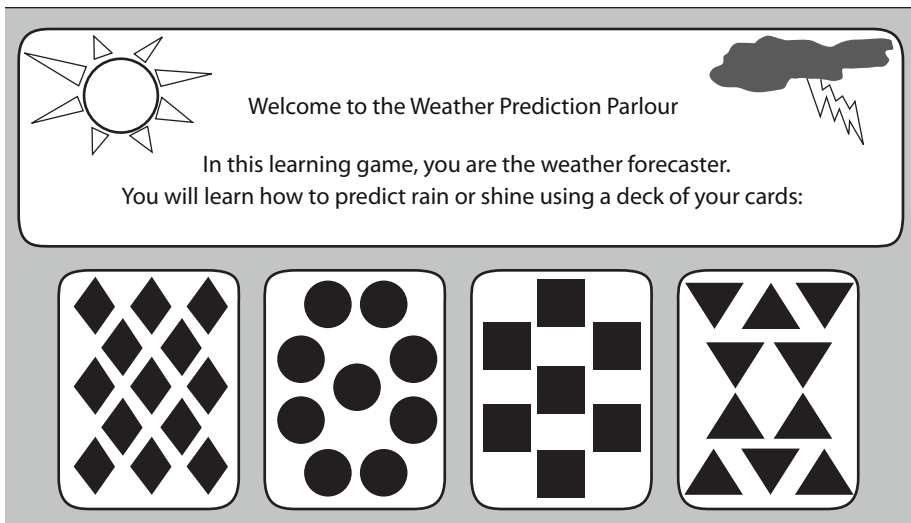 Welcome to the Weather Prediction Parlour
In this learning game, you are the weather forecaster.
You will learn how to predict rain or shine using a deck of your cards: